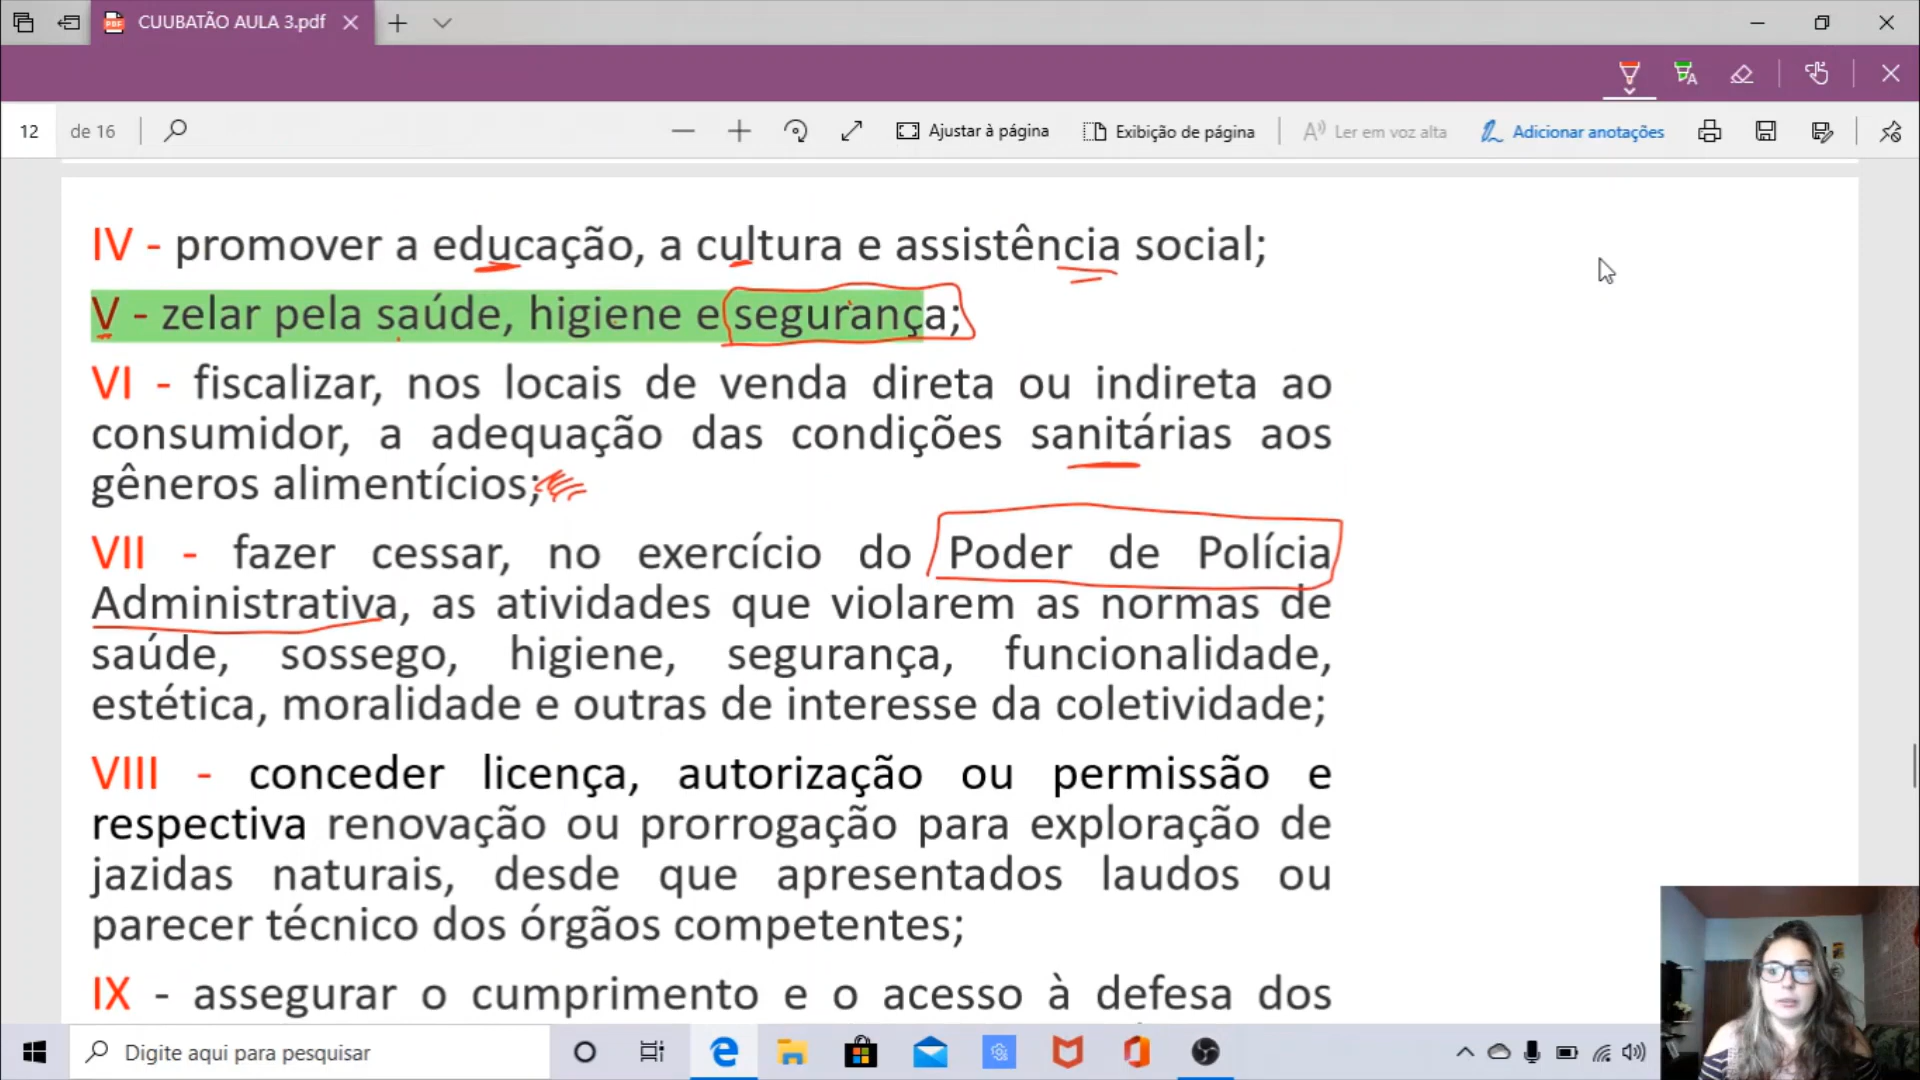 CUUBATÃO AULA 3.pdf
12 de 16
Ajustar à página
Exibição de página
Ler em voz alta
Adicionar anotações
IV - promover a educação, a cultura e assistência social;
V - zelar pela saúde, higiene e segurança;
VI - fiscalizar, nos locais de venda direta ou indireta ao
consumidor, a adequação das condições sanitárias aos
gêneros alimentícios;
VII - fazer cessar, no exercício do Poder de Polícia
Administrativa, as atividades que violarem as normas de
saúde, sossego, higiene, segurança, funcionalidade,
estética, moralidade e outras de interesse da coletividade;
VIII - conceder licença, autorização ou permissão e
respectiva renovação ou prorrogação para exploração de
jazidas naturais, desde que apresentados laudos ou
parecer técnico dos órgãos competentes;
IX - assegurar o cumprimento e o acesso à defesa dos
Digite aqui para pesquisar